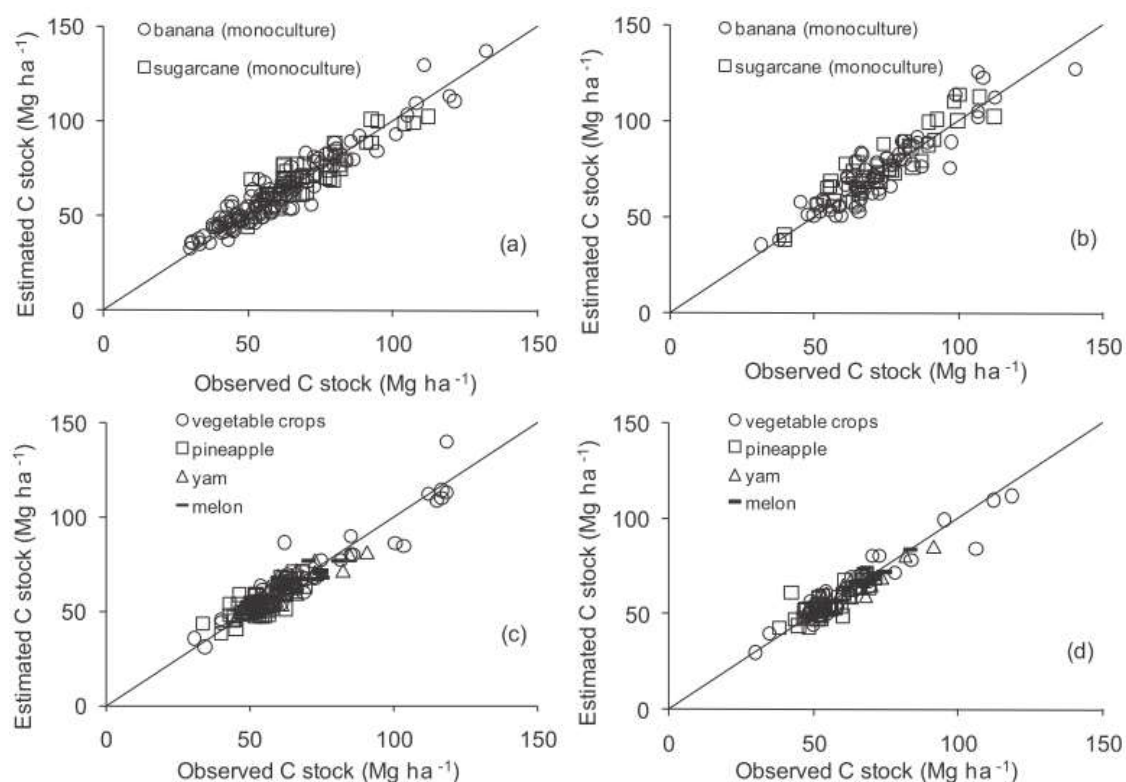 150
100
50
0
Estimated C stock (Mg ha⁻¹)
banana (monoculture)
sugarcane (monoculture)
(a)
0 50 100 150
Observed C stock (Mg ha⁻¹)
150
100
50
0
Estimated C stock (Mg ha⁻¹)
banana (monoculture)
sugarcane (monoculture)
(b)
0 50 100 150
Observed C stock (Mg ha⁻¹)
150
100
50
0
Estimated C stock (Mg ha⁻¹)
vegetable crops
pineapple
yam
melon
(c)
0 50 100 150
Observed C stock (Mg ha⁻¹)
150
100
50
0
Estimated C stock (Mg ha⁻¹)
vegetable crops
pineapple
yam
melon
(d)
0 50 100 150
Observed C stock (Mg ha⁻¹)